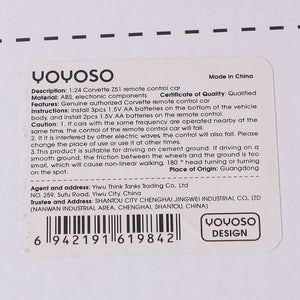 YOYOSO
Made in China
Description: 1:24 Corvette Z51 remote control car
Material: ABS, electronic components Certificate of Quality: Qualified
Features: Genuine authorized Corvette remote control car
Instructions: Install 3pcs 1.5V AA batteries on the bottom of the vehicle
body, and install 2pcs 1.5V AA batteries on the remote control.
Caution: 1. If cars with the same frequency are operated nearby at the
same time, the control of the remote control car will fail.
2. If it is interfered by other electric waves, the control will also fail. Please
change the place of use or use it at other times.
3.This product is suitable for driving on cement ground. If driving on a
smooth ground, the friction between the wheels and the ground is too
small, which will cause non-linear walking, 180 ° head turning or turning
on the spot. Place of Origin: Guangdong
Agent and address: Yiwu Think Tanks Trading Co., Ltd
NO. 259, Sufu Road, Yiwu City, China
Trustee and Address: SHANTOU CITY CHENGHAI JINGWEI INDUSTRIAL CO., LTD
(NANWAN INDUSTRIAL AREA, CHENGHAI, SHANTOU, CHINA)
6 942191 619842 >
YOYOSO
DESIGN